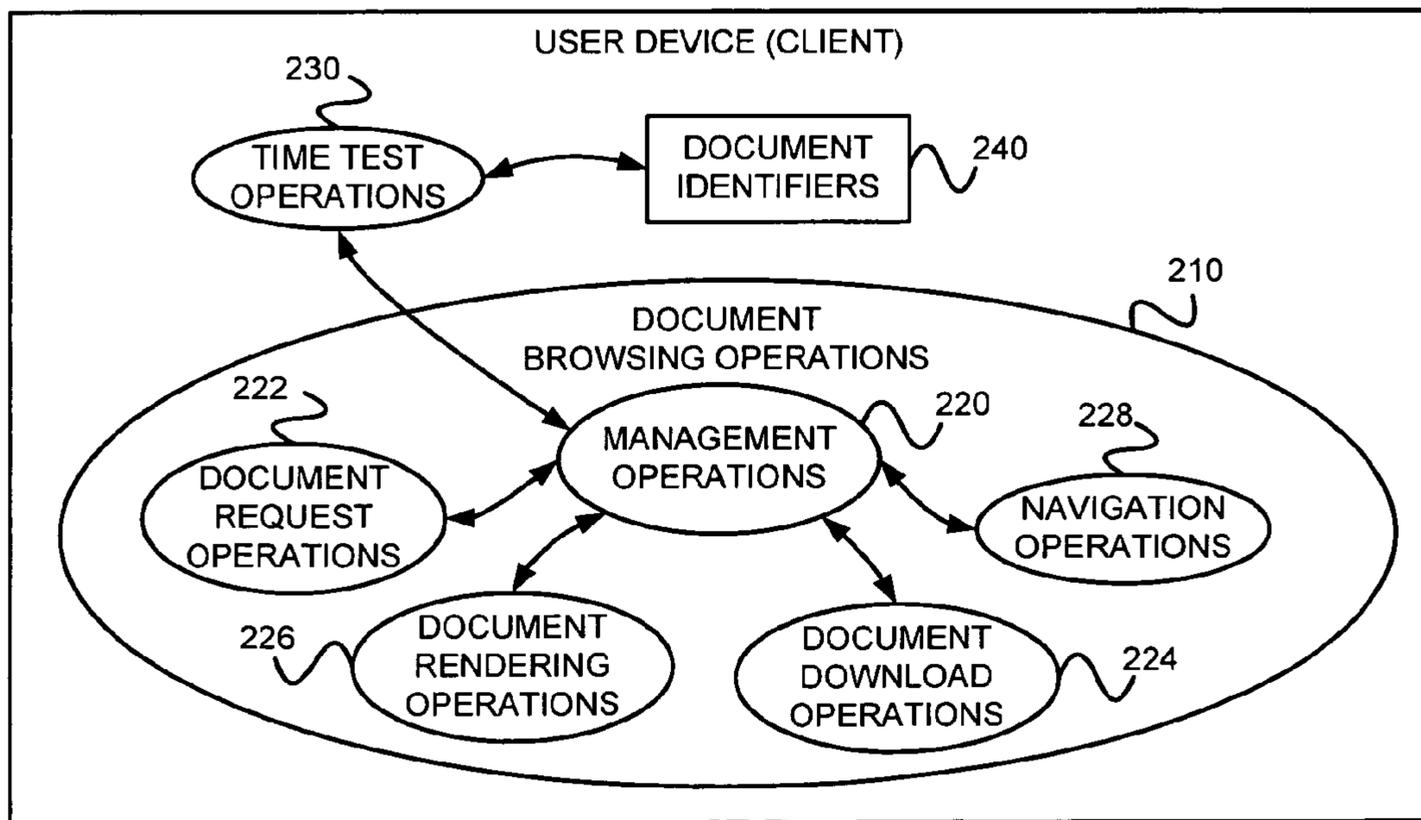 USER DEVICE (CLIENT)
230
TIME TEST
OPERATIONS
DOCUMENT
IDENTIFIERS
240
210
DOCUMENT
BROWSING OPERATIONS
222
220
228
MANAGEMENT
OPERATIONS
DOCUMENT
REQUEST
OPERATIONS
NAVIGATION
OPERATIONS
226
DOCUMENT
RENDERING
OPERATIONS
DOCUMENT
DOWNLOAD
OPERATIONS
224